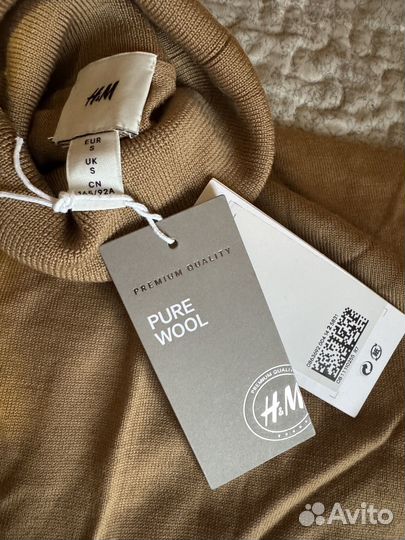 H&M
EUR
S
UK
S
CN
165/92A
PREMIUM QUALITY
PURE
WOOL
PREMIUM QUALITY
H&M
Avito